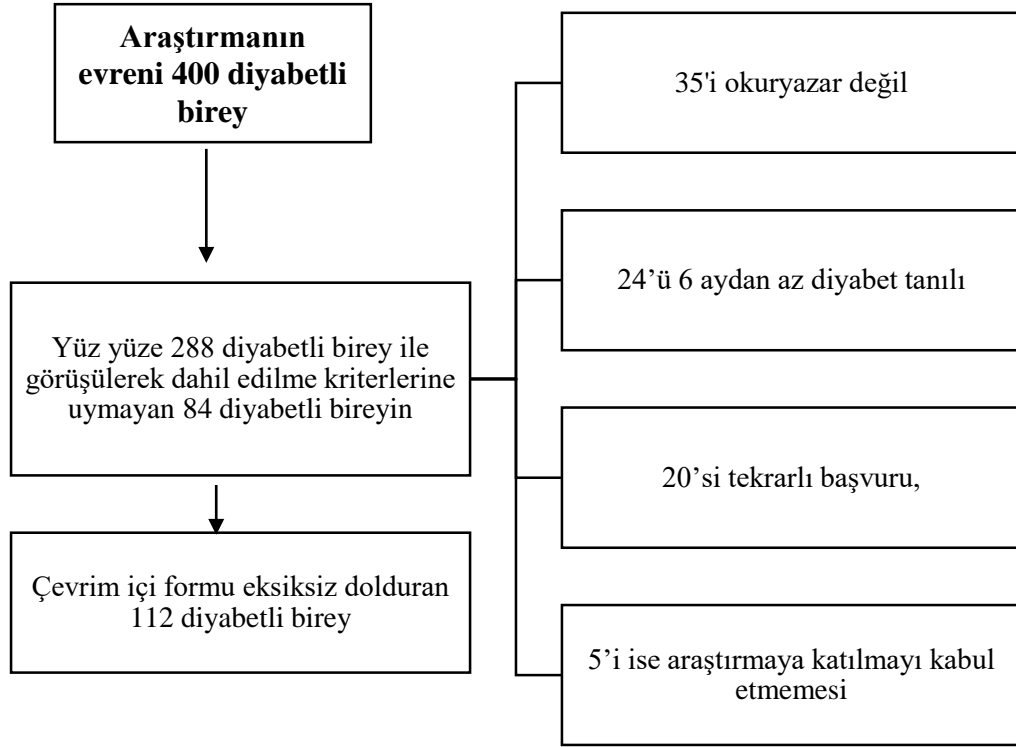 Araştırmanın
evreni 400 diyabetli
birey
Yüz yüze 288 diyabetli birey ile
görüşülerek dahil edilme kriterlerine
uymayan 84 diyabetli bireyin
Çevrim içi formu eksiksiz dolduran
112 diyabetli birey
35'i okuryazar değil
24’ü 6 aydan az diyabet tanılı
20’si tekrarlı başvuru,
5’i ise araştırmaya katılmayı kabul
etmemesi